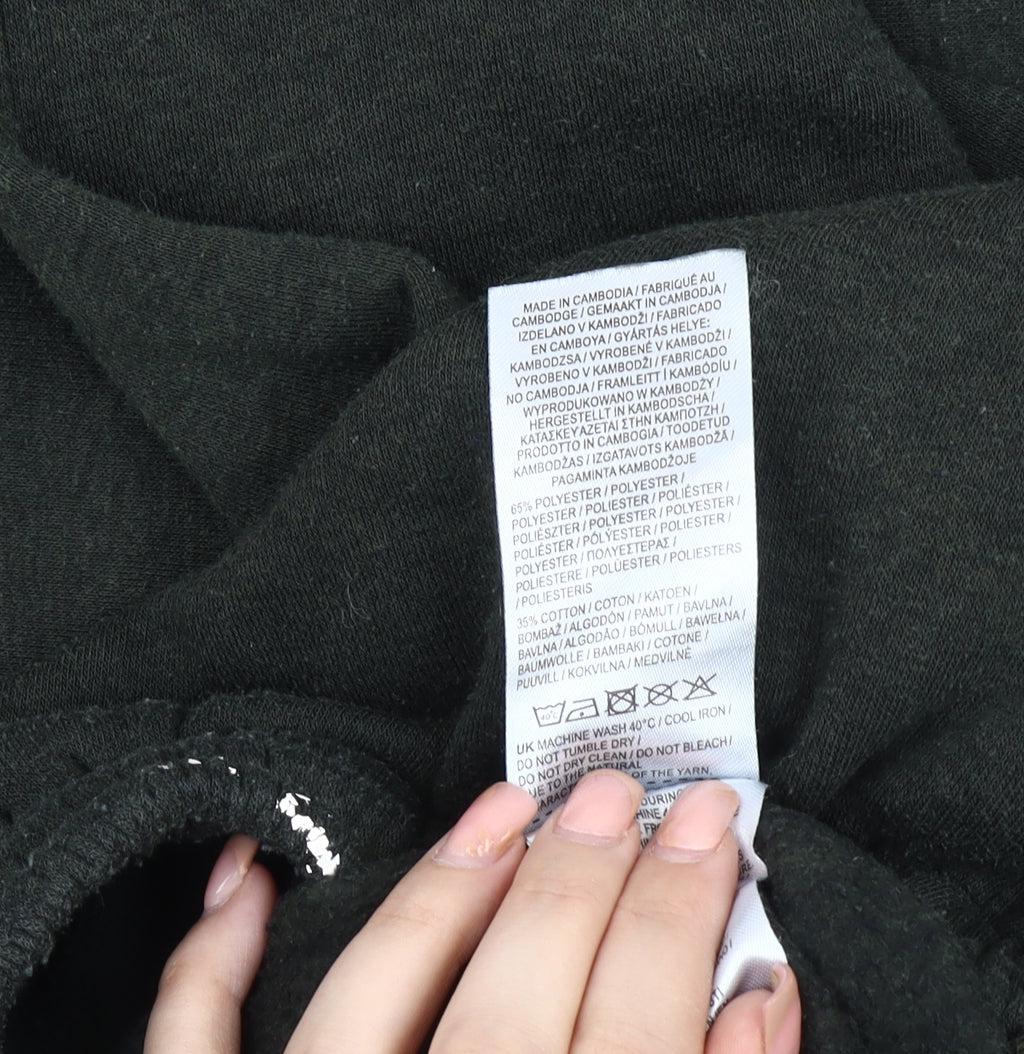 MADE IN CAMBODIA / FABRIQUÉ AU
CAMBODGE / GEMAAKT IN CAMBODJA /
IZDELANO V KAMBODŽI / FABRICADO
EN CAMBOYA / GYÁRTÁS HELYE:
KAMBODZSA / VYROBENÉ V KAMBODŽI /
VYROBENO V KAMBODŽI / FABRICADO
NO CAMBODJA / FRAMLEITT Í KAMBÓDÍU /
WYPRODUKOWANO W KAMBODŻY /
HERGESTELLT IN KAMBODSCHA /
ΚΑΤΑΣΚΕΥΑΖΕΤΑΙ ΣΤΗΝ ΚΑΜΠΟΤΖΗ /
PRODOTTO IN CAMBOGIA / TOODETUD
KAMBODŽAS / IZGATAVOTS KAMBODŽĀ /
PAGAMINTA KAMBODŽOJE
65% POLYESTER / POLYESTER /
POLYESTER / POLIESTER / POLIÉSTER /
POLIÉSZTER / POLYESTER / POLYESTER /
POLIÉSTER / PÓLÝESTER / POLIESTER /
POLYESTER / ΠΟΛΥΕΣΤΕΡΑΣ /
POLIESTERE / POLÜESTER / POLIESTERS
/ POLIESTERIS
35% COTTON / COTON / KATOEN /
BOMBAŽ / ALGODÓN / PAMUT / BAVLNA /
BAVLNA / ALGODÃO / BÓMULL / BAWEŁNA /
BAUMWOLLE / BAMBAKI / COTONE /
PUUVILL / KOKVILNA / MEDVILNĖ
40°C
UK MACHINE WASH 40°C / COOL IRON /
DO NOT TUMBLE DRY /
DO NOT DRY CLEAN / DO NOT BLEACH /
DUE TO THE NATURAL
OF THE YARN,